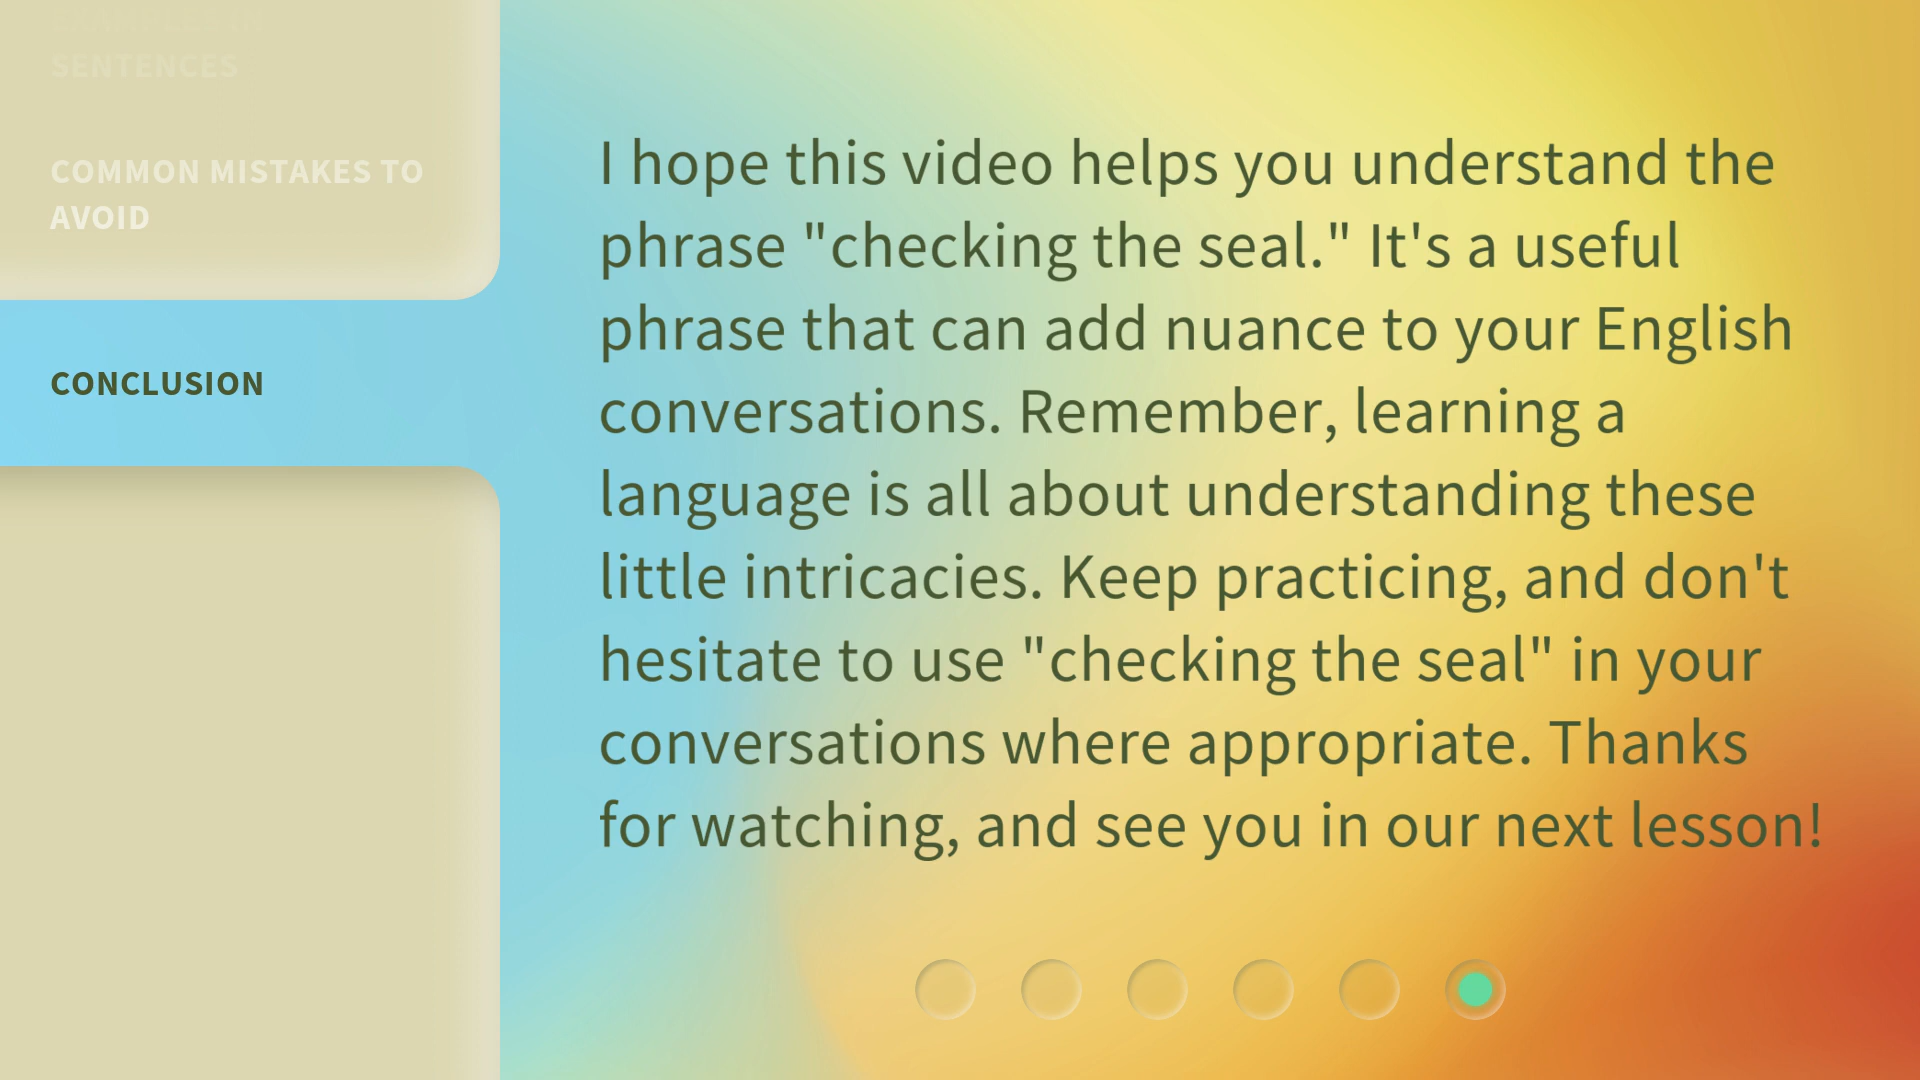 EXAMPLES IN
SENTENCES
COMMON MISTAKES TO
AVOID
CONCLUSION
I hope this video helps you understand the
phrase "checking the seal." It's a useful
phrase that can add nuance to your English
conversations. Remember, learning a
language is all about understanding these
little intricacies. Keep practicing, and don't
hesitate to use "checking the seal" in your
conversations where appropriate. Thanks
for watching, and see you in our next lesson!